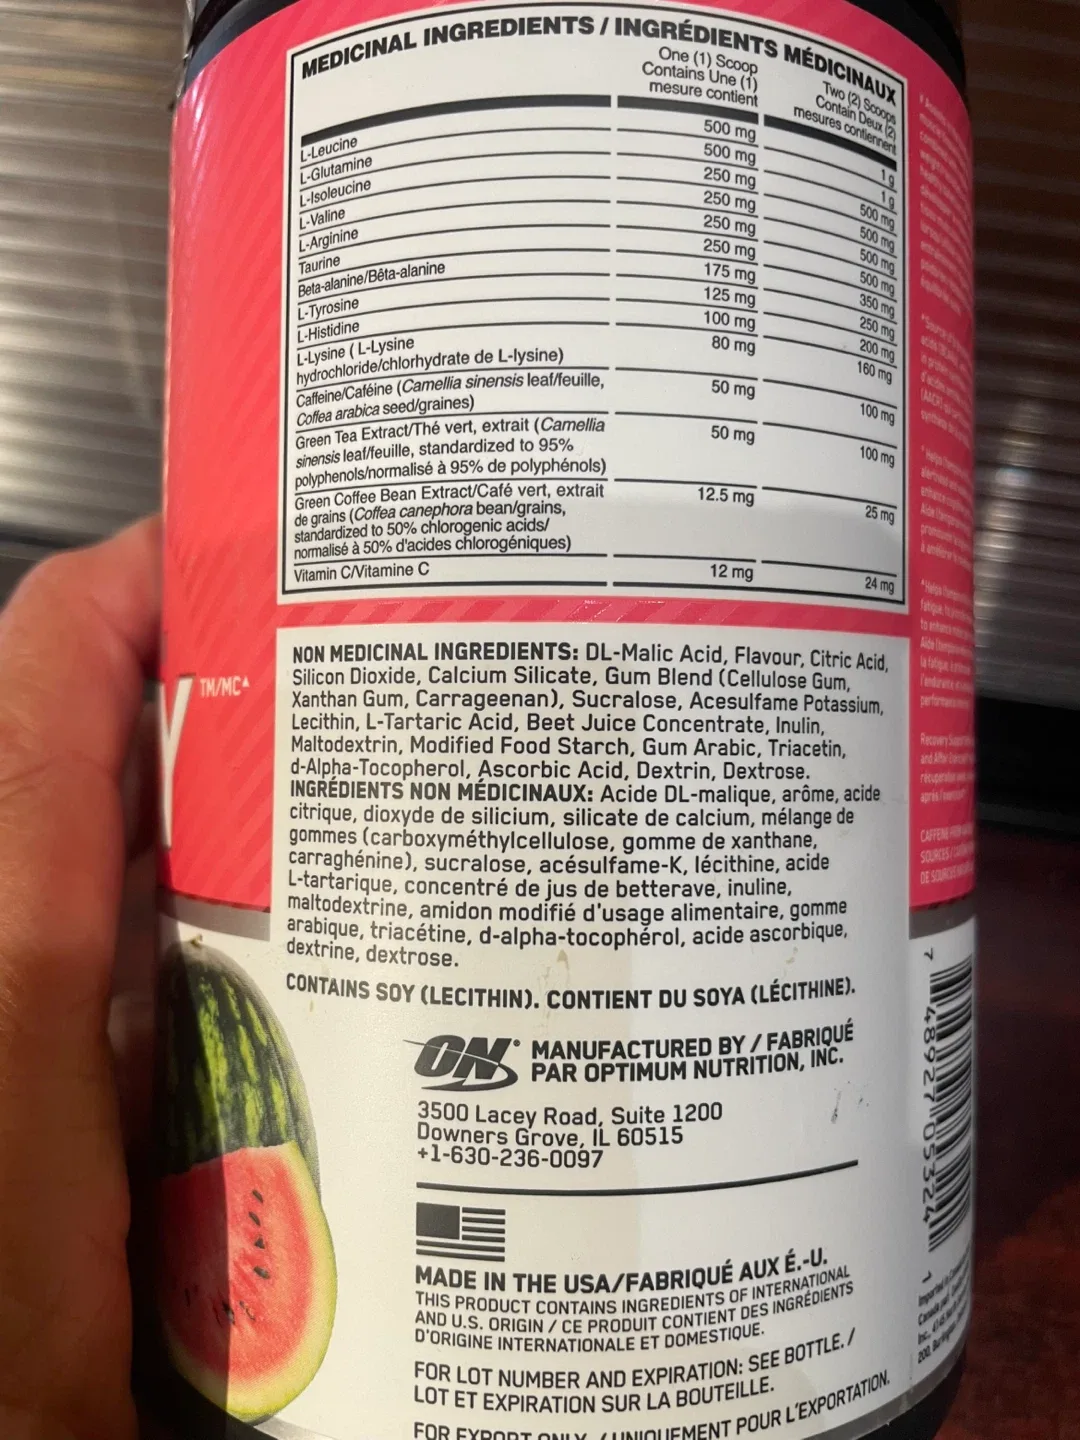 MEDICINAL INGREDIENTS / INGRÉDIENTS MÉDICINAUX
One (1) Scoop
Contains Une (1)
mesure contient
Two (2) Scoops
Contain Deux (2)
mesures contiennent
L-Leucine 500 mg 1 g
L-Glutamine 500 mg 1 g
L-Isoleucine 250 mg 500 mg
L-Valine 250 mg 500 mg
L-Arginine 250 mg 500 mg
Taurine 250 mg 500 mg
Beta-alanine/Bêta-alanine 175 mg 350 mg
L-Tyrosine 125 mg 250 mg
L-Histidine 100 mg 200 mg
L-Lysine ( L-Lysine 80 mg 160 mg
hydrochloride/chlorhydrate de L-lysine)
Caffeine/Caféine (Camellia sinensis leaf/feuille, 50 mg 100 mg
Coffea arabica seed/graines)
Green Tea Extract/Thé vert, extrait (Camellia 50 mg 100 mg
sinensis leaf/feuille, standardized to 95%
polyphenols/normalisé à 95% de polyphénols)
Green Coffee Bean Extract/Café vert, extrait 12.5 mg 25 mg
de grains (Coffea canephora bean/grains,
standardized to 50% chlorogenic acids/
normalisé à 50% d'acides chlorogéniques)
Vitamin C/Vitamine C 12 mg 24 mg
NON MEDICINAL INGREDIENTS: DL-Malic Acid, Flavour, Citric Acid,
Silicon Dioxide, Calcium Silicate, Gum Blend (Cellulose Gum,
Xanthan Gum, Carrageenan), Sucralose, Acesulfame Potassium,
Lecithin, L-Tartaric Acid, Beet Juice Concentrate, Inulin,
Maltodextrin, Modified Food Starch, Gum Arabic, Triacetin,
d-Alpha-Tocopherol, Ascorbic Acid, Dextrin, Dextrose.
INGRÉDIENTS NON MÉDICINAUX: Acide DL-malique, arôme, acide
citrique, dioxyde de silicium, silicate de calcium, mélange de
gommes (carboxyméthylcellulose, gomme de xanthane,
carraghénine), sucralose, acésulfame-K, lécithine, acide
L-tartarique, concentré de jus de betterave, inuline,
maltodextrine, amidon modifié d'usage alimentaire, gomme
arabique, triacétine, d-alpha-tocophérol, acide ascorbique,
dextrine, dextrose.
CONTAINS SOY (LECITHIN). CONTIENT DU SOYA (LÉCITHINE).
ON MANUFACTURED BY / FABRIQUÉ
PAR OPTIMUM NUTRITION, INC.
3500 Lacey Road, Suite 1200
Downers Grove, IL 60515
+1-630-236-0097
MADE IN THE USA/FABRIQUÉ AUX É.-U.
THIS PRODUCT CONTAINS INGREDIENTS OF INTERNATIONAL
AND U.S. ORIGIN / CE PRODUIT CONTIENT DES INGRÉDIENTS
D'ORIGINE INTERNATIONALE ET DOMESTIQUE.
FOR LOT NUMBER AND EXPIRATION: SEE BOTTLE. /
LOT ET EXPIRATION SUR LA BOUTEILLE.
FOR EXPORT ONLY / UNIQUEMENT POUR L'EXPORTATION.
TM/MC▲
7 48927 05324 1